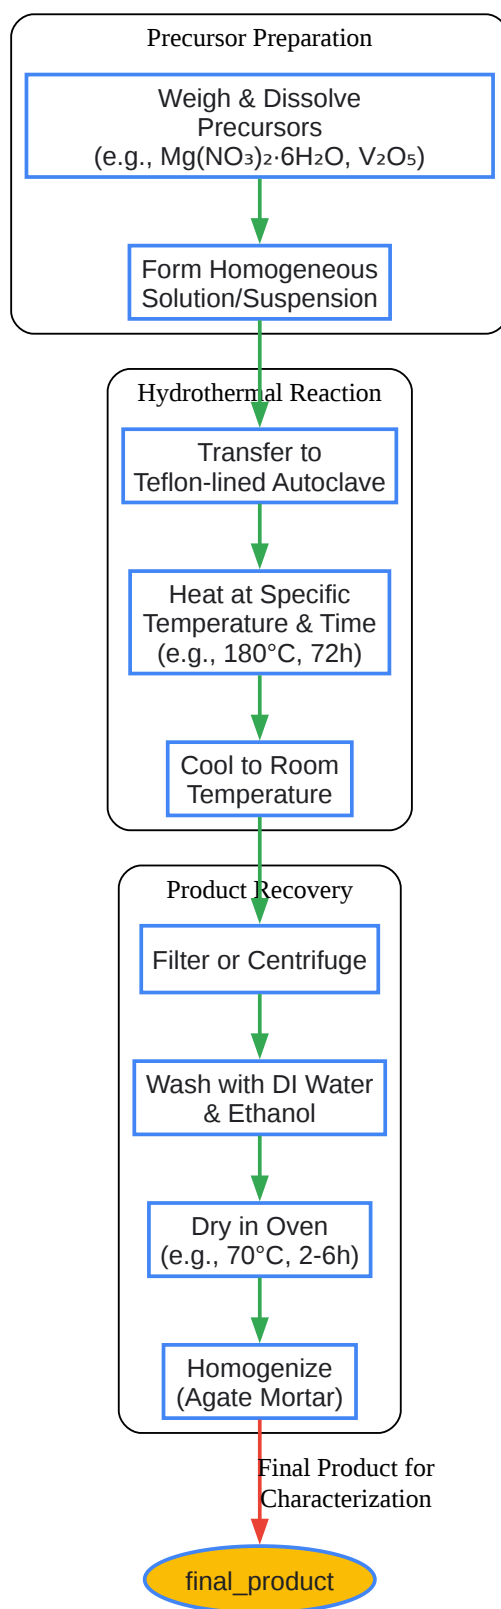 Precursor Preparation
Weigh & Dissolve
Precursors
(e.g., Mg(NO₃)₂·6H₂O, V₂O₅)
Form Homogeneous
Solution/Suspension
Hydrothermal Reaction
Transfer to
Teflon-lined Autoclave
Heat at Specific
Temperature & Time
(e.g., 180°C, 72h)
Cool to Room
Temperature
Product Recovery
Filter or Centrifuge
Wash with DI Water
& Ethanol
Dry in Oven
(e.g., 70°C, 2-6h)
Homogenize
(Agate Mortar)
Final Product for
Characterization
final_product